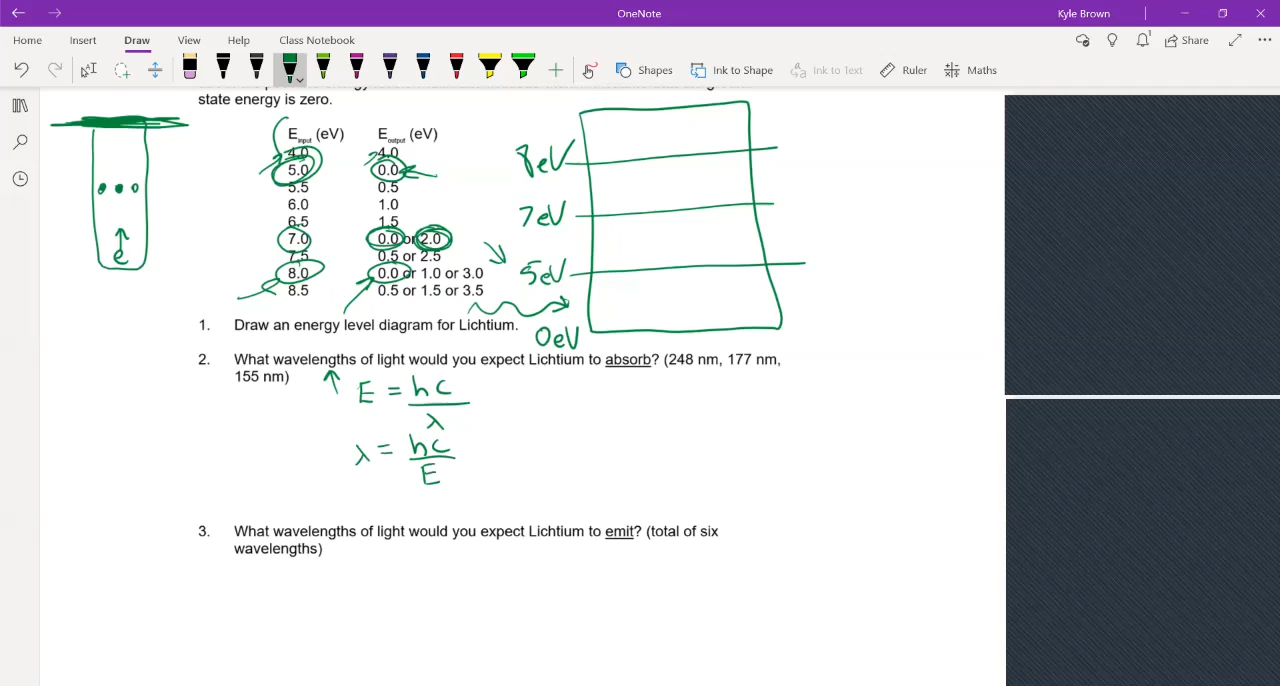 OneNote
Kyle Brown
Home Insert Draw View Help Class Notebook
Share
Shapes Ink to Shape Ink to Text Ruler Maths
state energy is zero.
E input (eV) E output (eV)
4.0 4.0
5.0 0.0
5.5 0.5
6.0 1.0
6.5 1.5
7.0 0.0 or 2.0
7.5 0.5 or 2.5
8.0 0.0 or 1.0 or 3.0
8.5 0.5 or 1.5 or 3.5
8eV
7eV
5eV
0eV
e
1. Draw an energy level diagram for Lichtium.
2. What wavelengths of light would you expect Lichtium to absorb? (248 nm, 177 nm,
155 nm)
E = hc
λ
λ = hc
E
3. What wavelengths of light would you expect Lichtium to emit? (total of six
wavelengths)